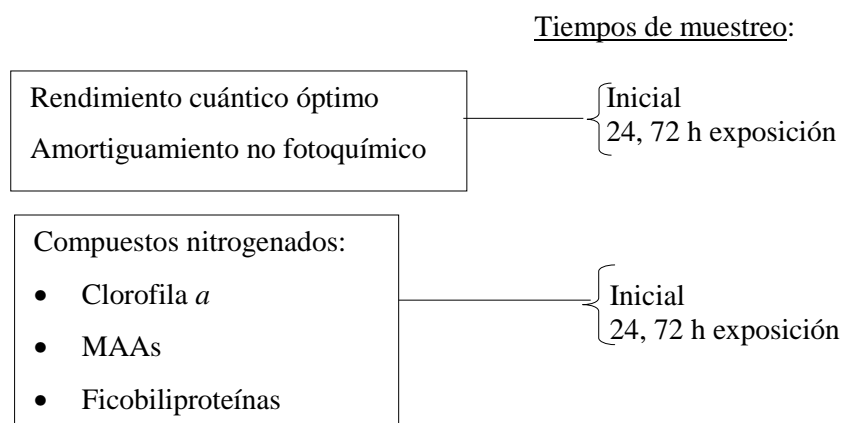 Tiempos de muestreo:
Rendimiento cuántico óptimo
Amortiguamiento no fotoquímico
Inicial
24, 72 h exposición
Compuestos nitrogenados:
• Clorofila a
• MAAs
• Ficobiliproteínas
Inicial
24, 72 h exposición